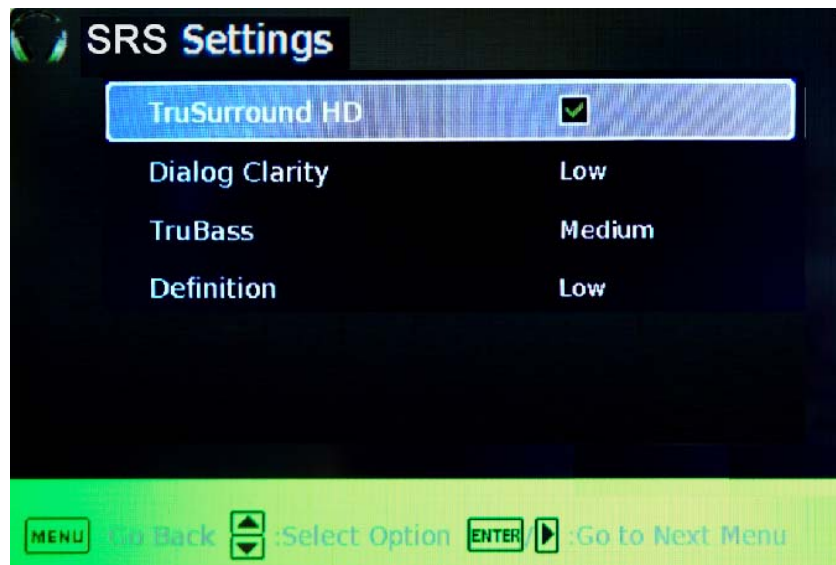 SRS Settings
TruSurround HD
Dialog Clarity Low
TruBass Medium
Definition Low
MENU Go Back :Select Option ENTER/ :Go to Next Menu